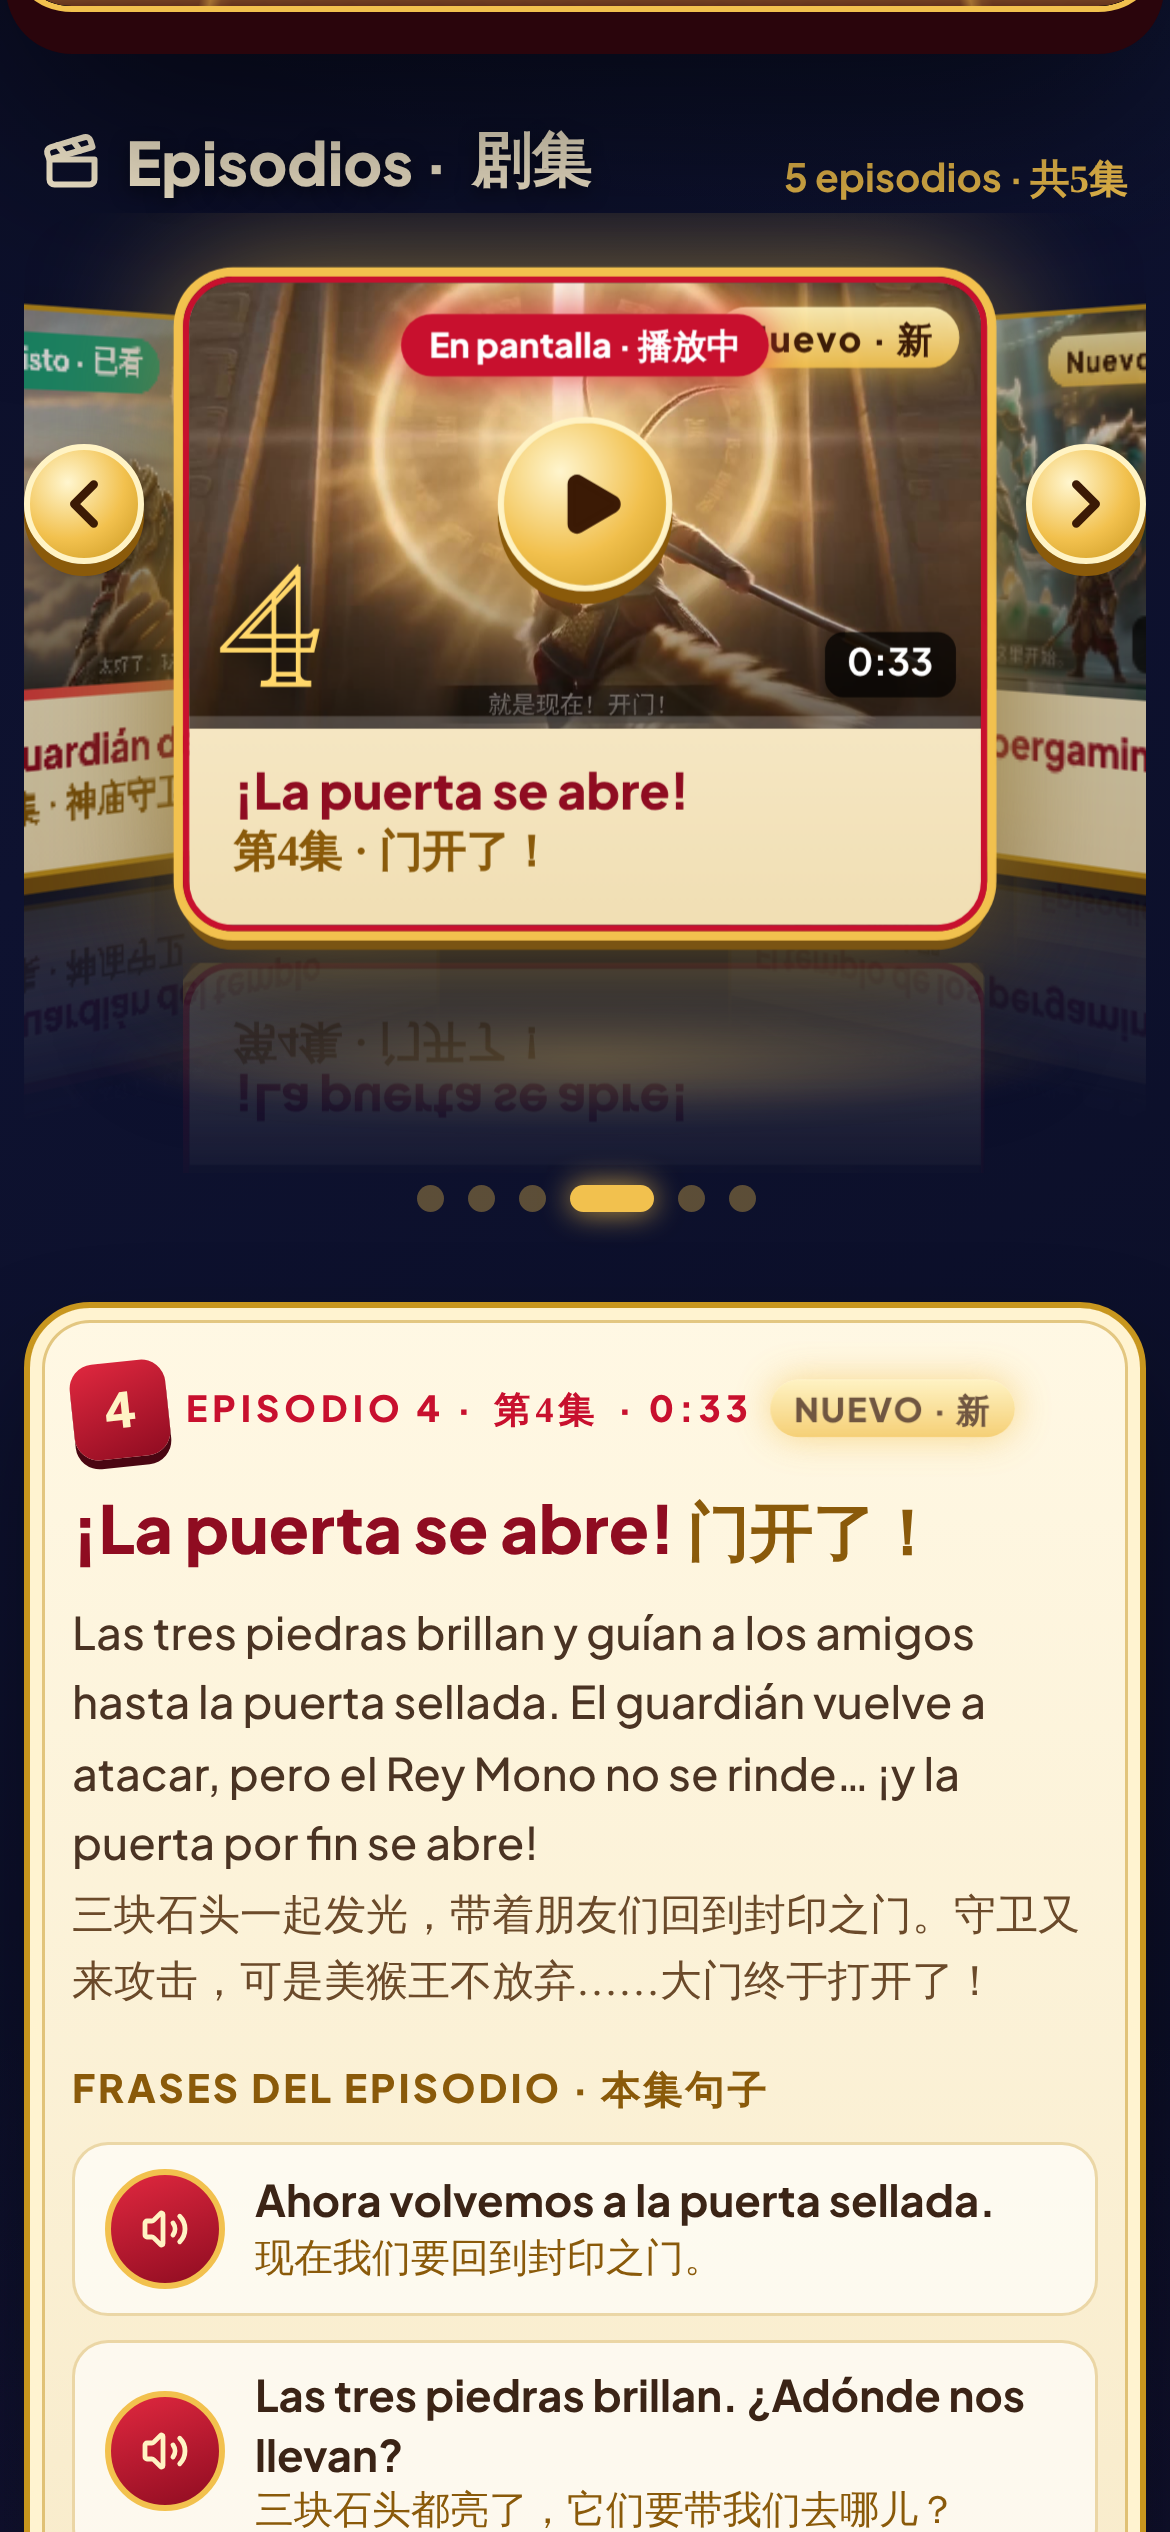 Episodios · 剧集
5 episodios · 共5集
isto · 已看
En pantalla · 播放中
uevo · 新
Nuevo
4
0:33
太好了
就是现在！开门！
这里开始
uardián d
集 · 神庙守卫
¡La puerta se abre!
第4集 · 门开了！
pergamin
4
EPISODIO 4 · 第4集 · 0:33
NUEVO · 新
¡La puerta se abre! 门开了！
Las tres piedras brillan y guían a los amigos
hasta la puerta sellada. El guardián vuelve a
atacar, pero el Rey Mono no se rinde... ¡y la
puerta por fin se abre!
三块石头一起发光，带着朋友们回到封印之门。守卫又
来攻击，可是美猴王不放弃……大门终于打开了！
FRASES DEL EPISODIO · 本集句子
Ahora volvemos a la puerta sellada.
现在我们要回到封印之门。
Las tres piedras brillan. ¿Adónde nos
llevan?
三块石头都亮了，它们要带我们去哪儿？